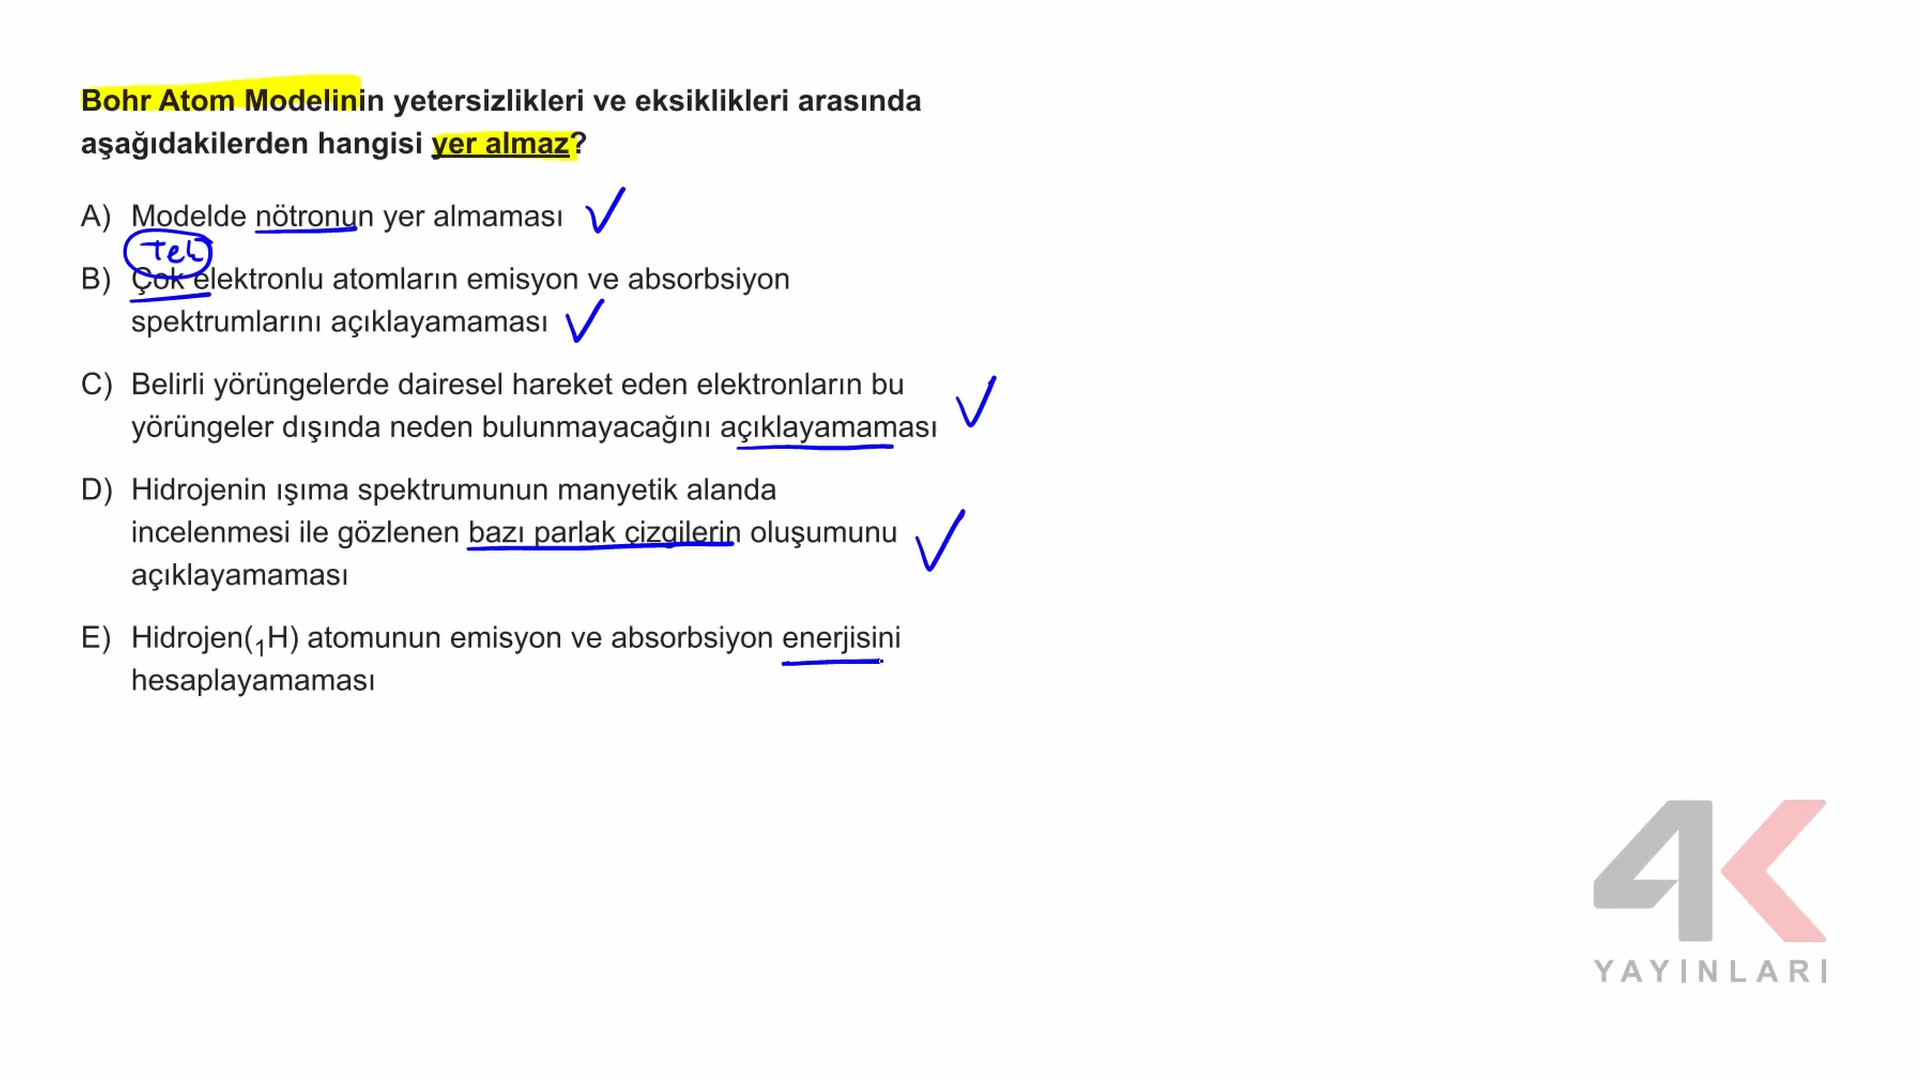 Bohr Atom Modelinin yetersizlikleri ve eksiklikleri arasında
aşağıdakilerden hangisi yer almaz?
A) Modelde nötronun yer almaması
Tek
B) Çok elektronlu atomların emisyon ve absorbsiyon
spektrumlarını açıklayamaması
C) Belirli yörüngelerde dairesel hareket eden elektronların bu
yörüngeler dışında neden bulunmayacağını açıklayamaması
D) Hidrojenin ışıma spektrumunun manyetik alanda
incelenmesi ile gözlenen bazı parlak çizgilerin oluşumunu
açıklayamaması
E) Hidrojen(₁H) atomunun emisyon ve absorbsiyon enerjisini
hesaplayamaması
4K
YAYINLARI